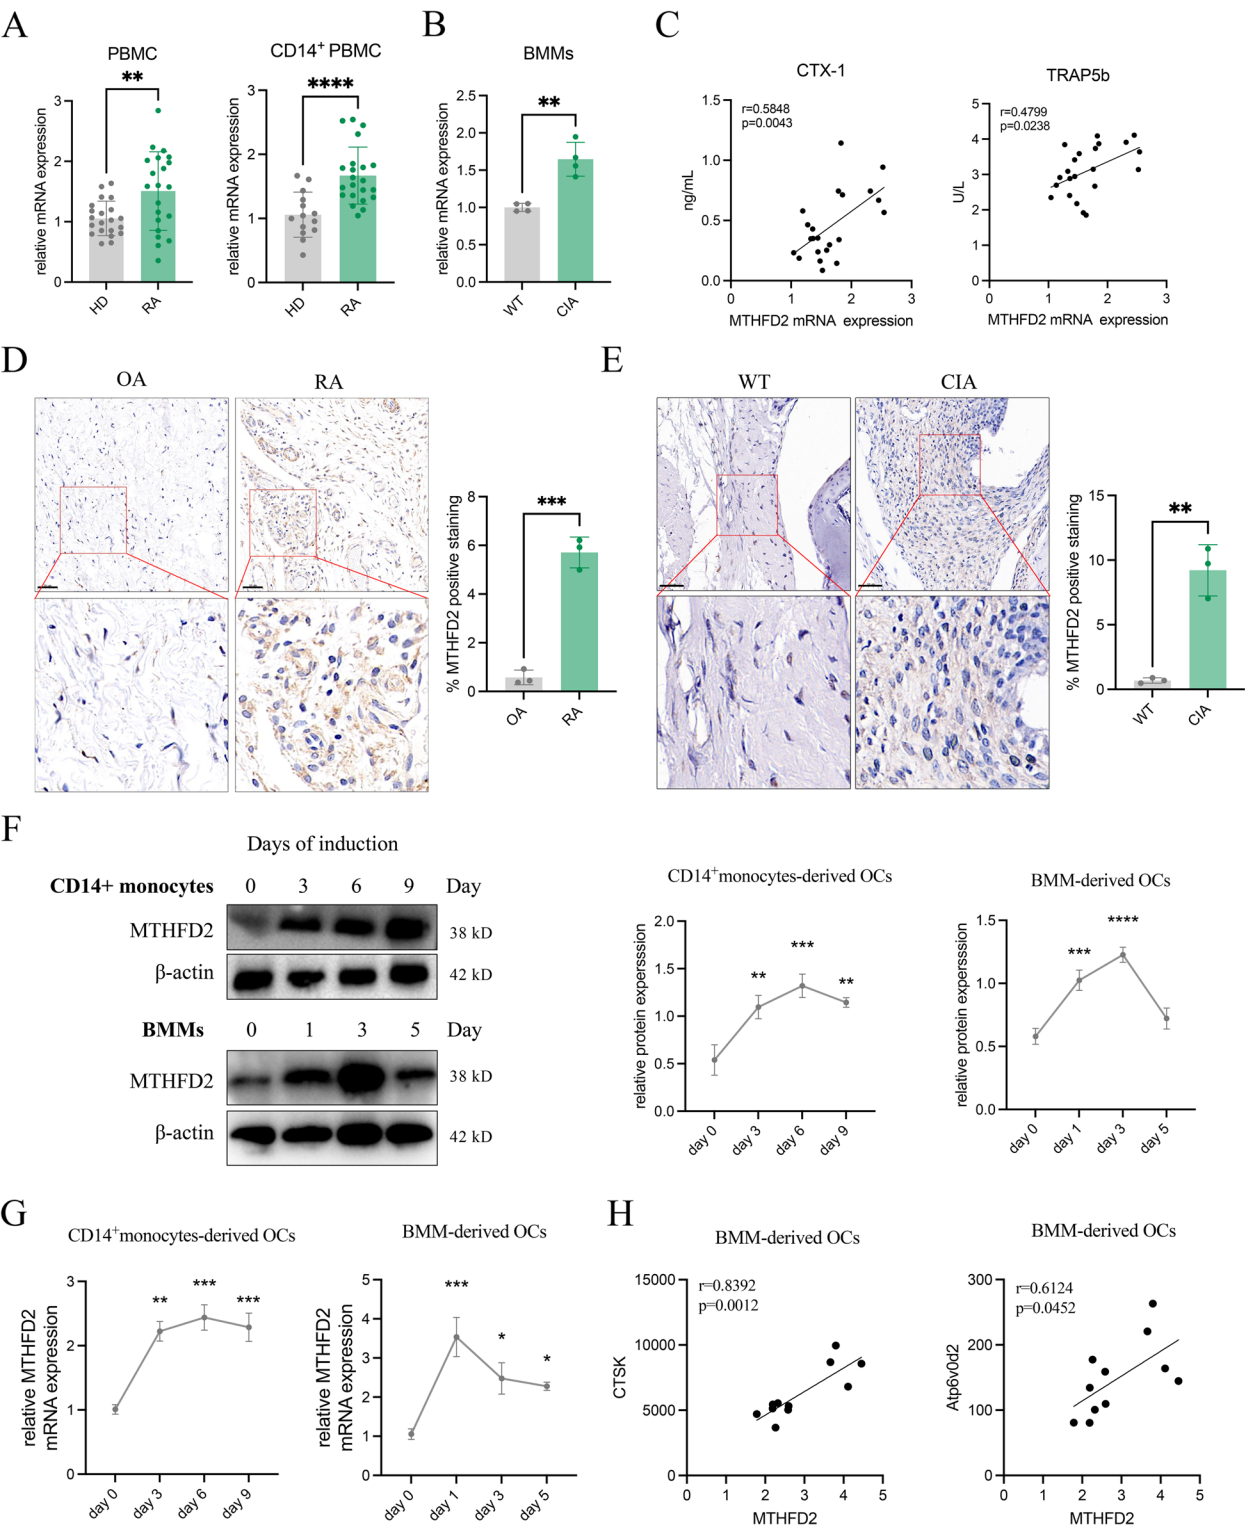 A
PBMC
**
relative mRNA expression
3
2
1
0
HD
RA
CD14+ PBMC
****
relative mRNA expression
3
2
1
0
HD
RA
B
BMMs
**
relative mRNA expression
2.5
2.0
1.5
1.0
0.5
0.0
WT
CIA
C
CTX-1
r=0.5848
p=0.0043
ng/mL
1.5
1.0
0.5
0.0
0 1 2 3
MTHFD2 mRNA expression
TRAP5b
r=0.4799
p=0.0238
U/L
5
4
3
2
1
0
0 1 2 3
MTHFD2 mRNA expression
D
OA
RA
% MTHFD2 positive staining
***
8
6
4
2
0
OA
RA
E
WT
CIA
% MTHFD2 positive staining
**
15
10
5
0
WT
CIA
F
Days of induction
CD14+ monocytes 0 3 6 9 Day
MTHFD2 38 kD
β-actin 42 kD
BMMs 0 1 3 5 Day
MTHFD2 38 kD
β-actin 42 kD
CD14+monocytes-derived OCs
relative protein expersssion
2.0
1.5
1.0
0.5
0.0
**
***
**
day 0
day 3
day 6
day 9
BMM-derived OCs
relative protein expersssion
1.5
1.0
0.5
0.0
***
****
day 0
day 1
day 3
day 5
G
CD14+monocytes-derived OCs
relative MTHFD2
mRNA expression
3
2
1
0
**
***
***
day 0
day 3
day 6
day 9
BMM-derived OCs
relative MTHFD2
mRNA expression
5
4
3
2
1
0
***
*
*
day 0
day 1
day 3
day 5
H
BMM-derived OCs
r=0.8392
p=0.0012
CTSK
15000
10000
5000
0
0 1 2 3 4 5
MTHFD2
BMM-derived OCs
r=0.6124
p=0.0452
Atp6v0d2
300
200
100
0
0 1 2 3 4 5
MTHFD2